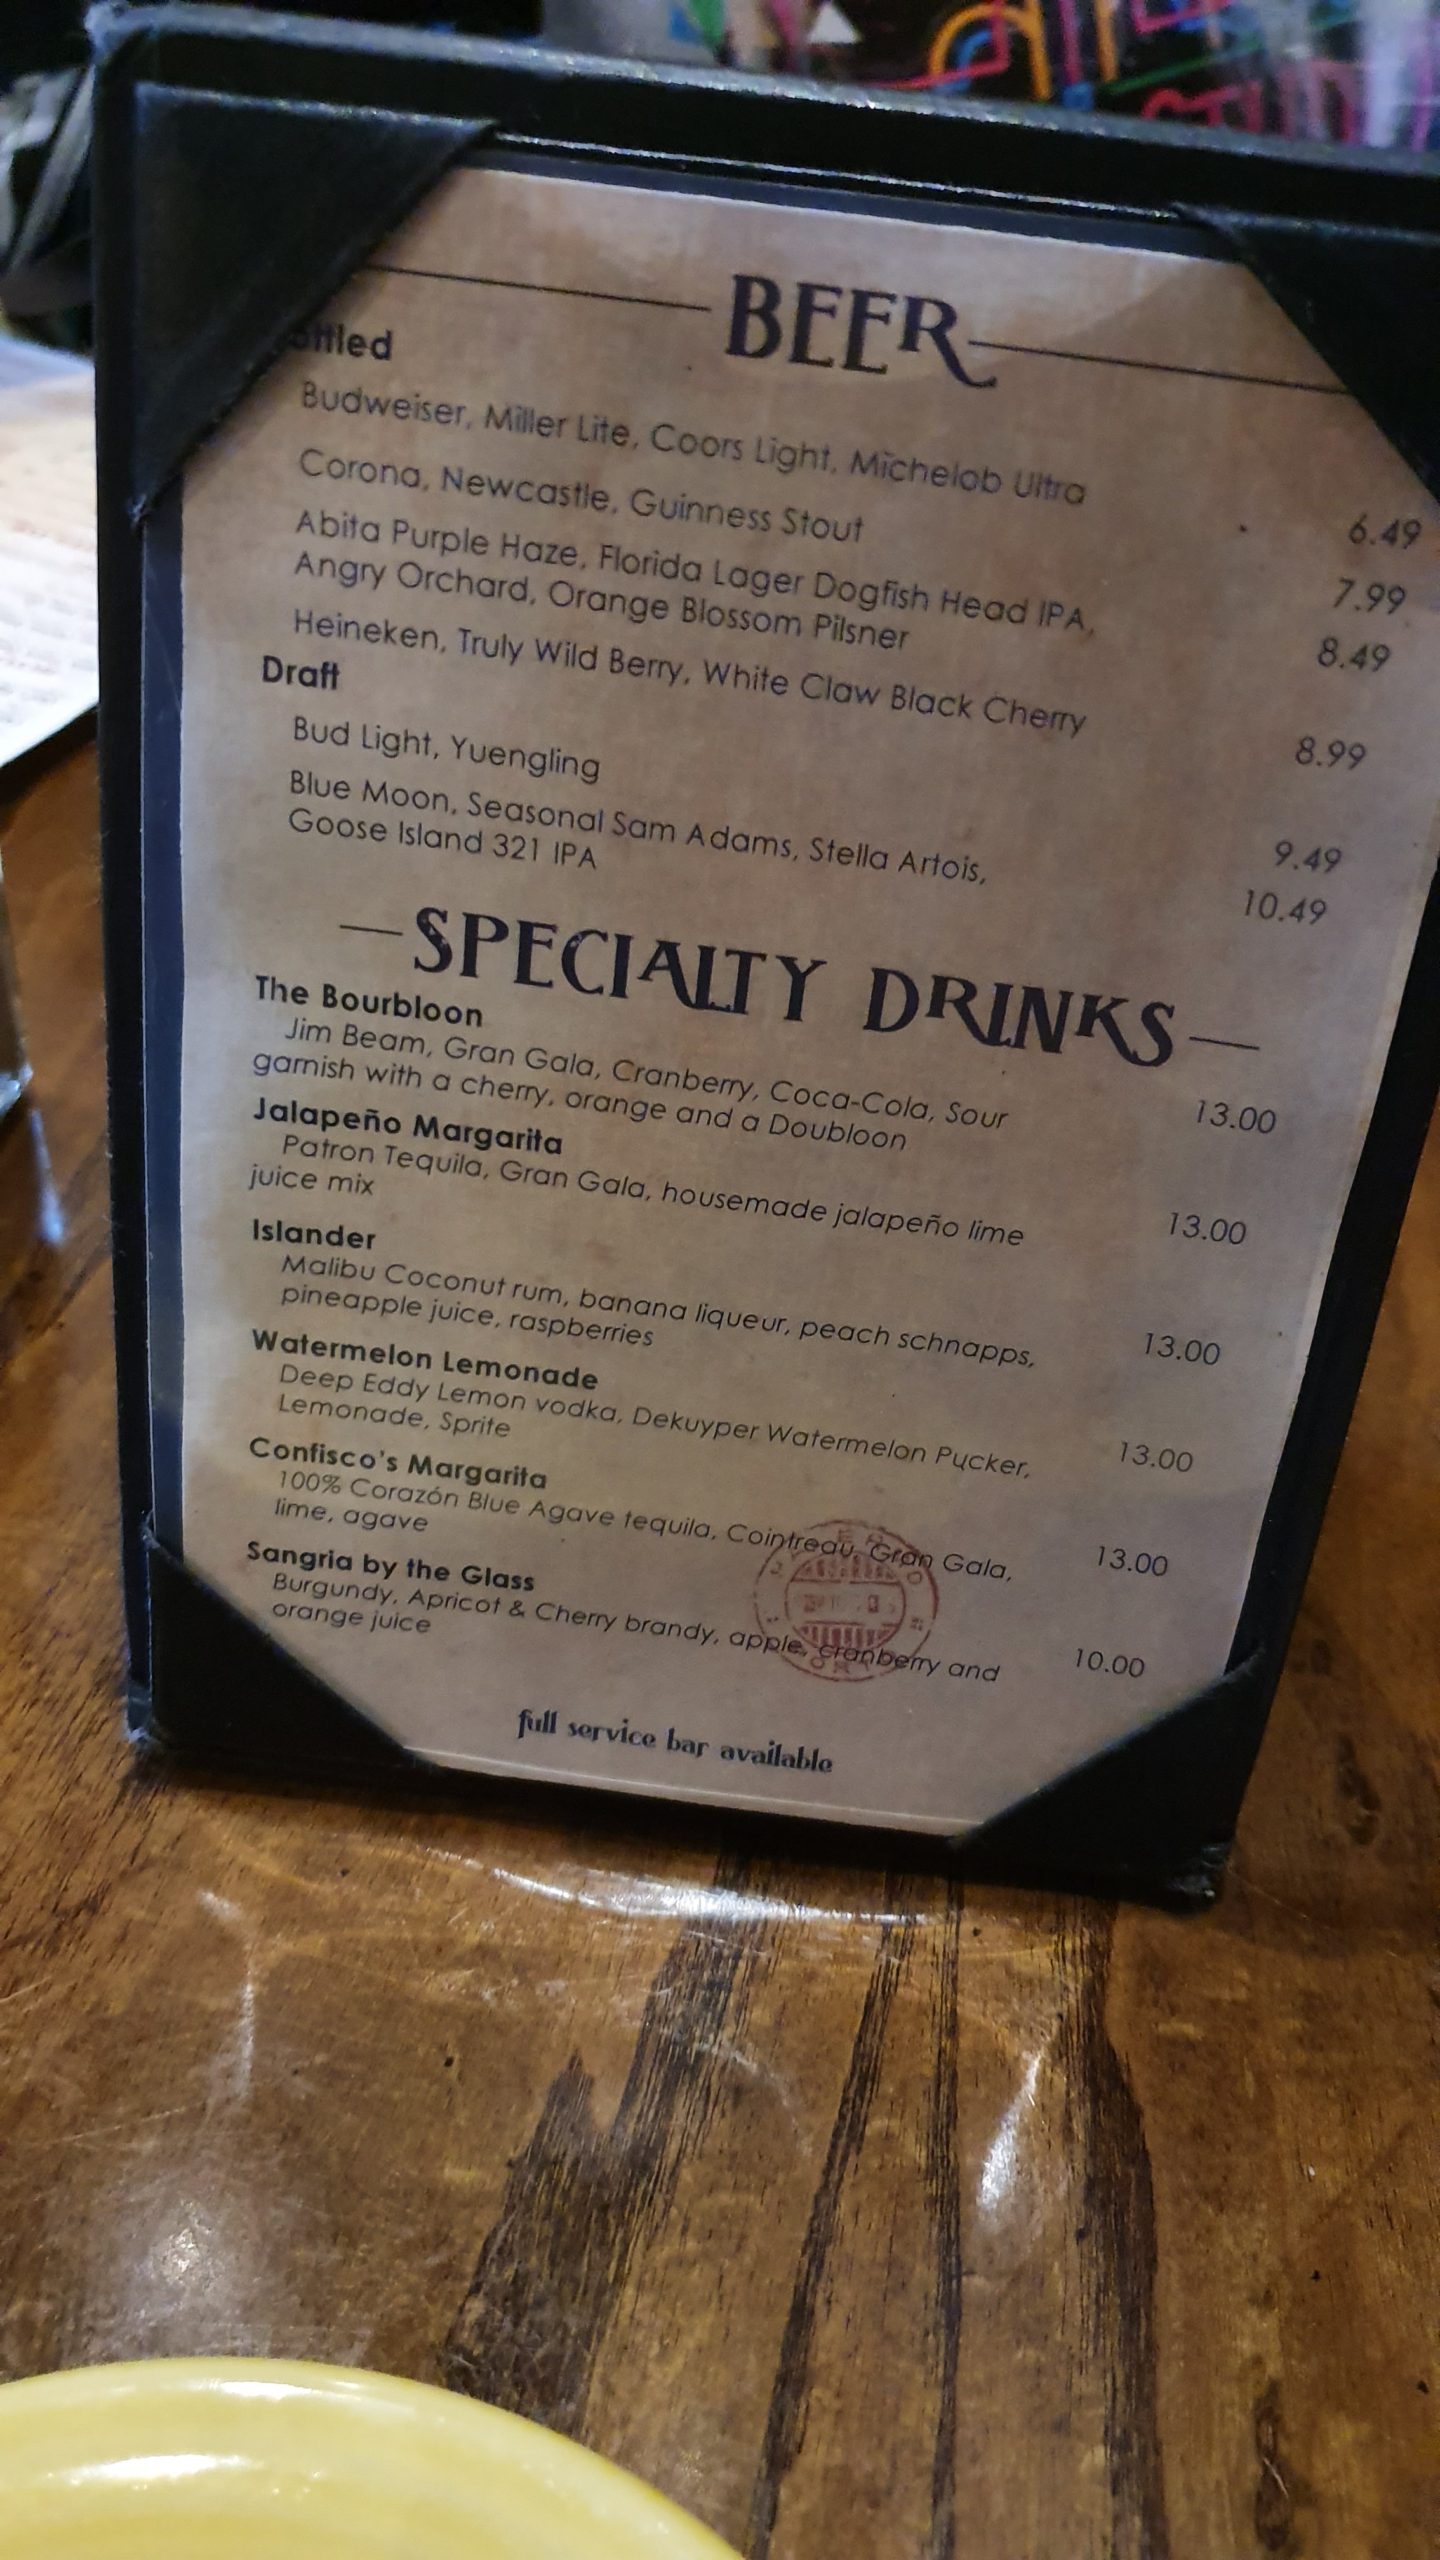 BEER
Bottled
Budweiser, Miller Lite, Coors Light, Michelob Ultra 6.49
Corona, Newcastle, Guinness Stout 7.99
Abita Purple Haze, Florida Lager Dogfish Head IPA,
Angry Orchard, Orange Blossom Pilsner 8.49
Heineken, Truly Wild Berry, White Claw Black Cherry 8.99
Draft
Bud Light, Yuengling 9.49
Blue Moon, Seasonal Sam Adams, Stella Artois, 10.49
Goose Island 321 IPA
SPECIALTY DRINKS
The Bourbloon
Jim Beam, Gran Gala, Cranberry, Coca-Cola, Sour 13.00
garnish with a cherry, orange and a Doubloon
Jalapeño Margarita
Patron Tequila, Gran Gala, housemade jalapeño lime 13.00
juice mix
Islander
Malibu Coconut rum, banana liqueur, peach schnapps, 13.00
pineapple juice, raspberries
Watermelon Lemonade
Deep Eddy Lemon vodka, Dekuyper Watermelon Pucker, 13.00
Lemonade, Sprite
Confisco's Margarita
100% Corazón Blue Agave tequila, Cointreau, Gran Gala, 13.00
lime, agave
Sangria by the Glass
Burgundy, Apricot & Cherry brandy, apple, cranberry and 10.00
orange juice
full service bar available